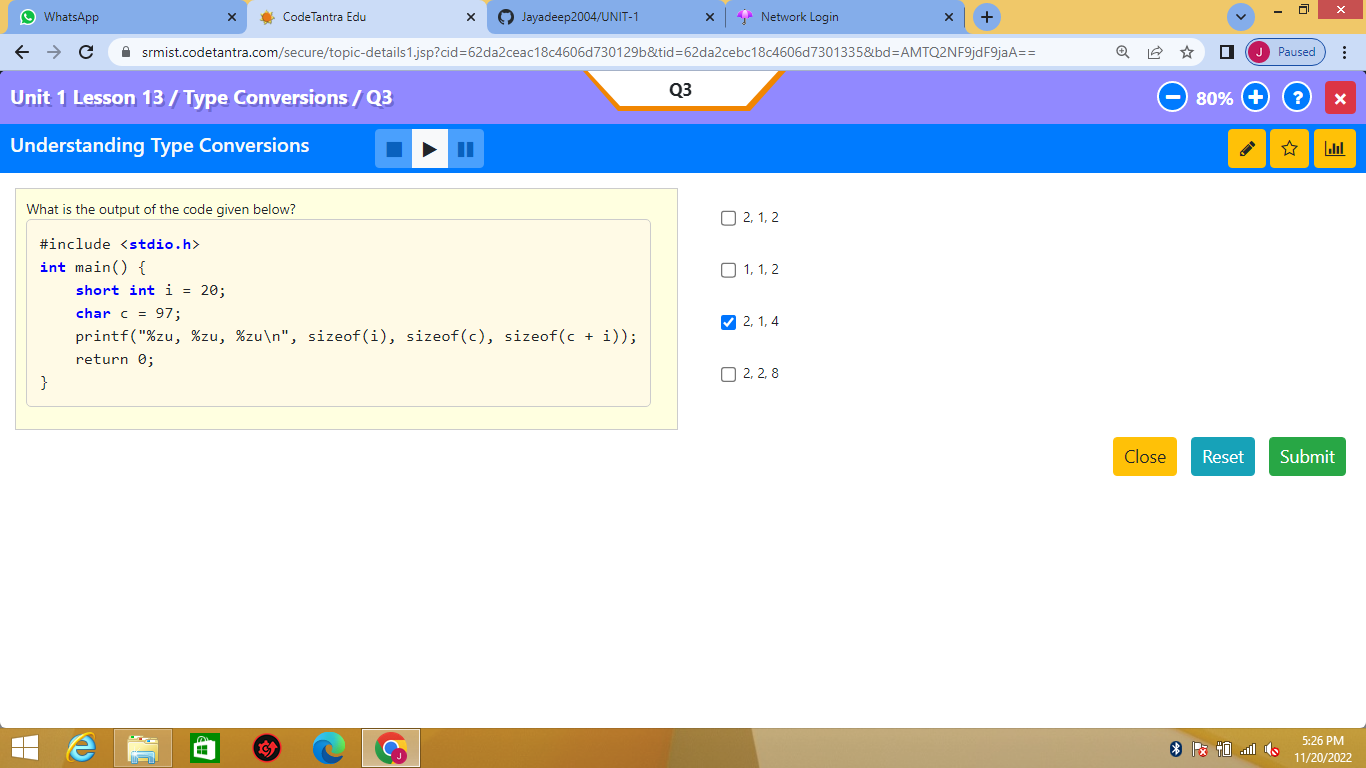 WhatsApp
CodeTantra Edu
Jayadeep2004/UNIT-1
Network Login
srmist.codetantra.com/secure/topic-details1.jsp?cid=62da2ceac18c4606d730129b&tid=62da2cebc18c4606d7301335&bd=AMTQ2NF9jdF9jaA==
J Paused
Unit 1 Lesson 13 / Type Conversions / Q3
Q3
80%
?
Understanding Type Conversions
What is the output of the code given below?
#include <stdio.h>
int main() {
    short int i = 20;
    char c = 97;
    printf("%zu, %zu, %zu\n", sizeof(i), sizeof(c), sizeof(c + i));
    return 0;
}
2, 1, 2
1, 1, 2
2, 1, 4
2, 2, 8
Close
Reset
Submit
J
5:26 PM
11/20/2022